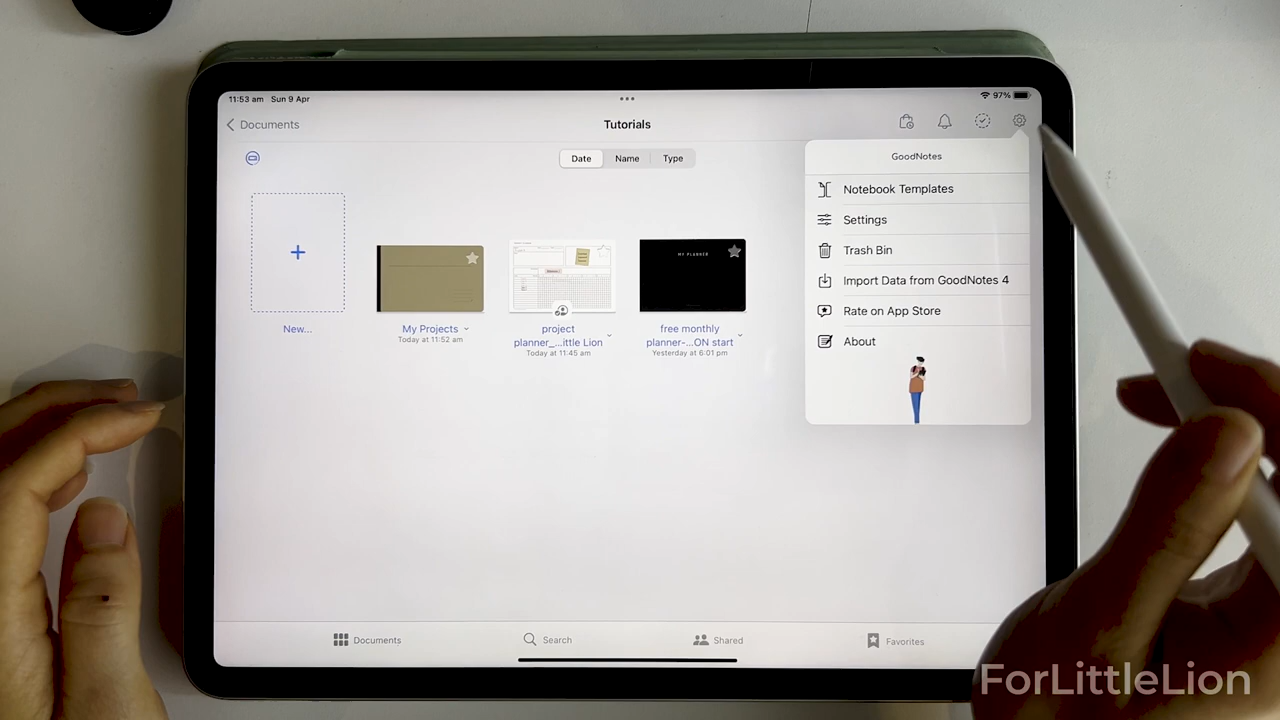 11:53 am Sun 9 Apr
97%
Documents
Tutorials
Date Name Type
GoodNotes
Notebook Templates
Settings
Trash Bin
Import Data from GoodNotes 4
Rate on App Store
About
New...
My Projects
Today at 11:52 am
project
planner_...ittle Lion
Today at 11:45 am
MY PLANNER
free monthly
planner-...ON start
Yesterday at 6:01 pm
Documents
Search
Shared
Favorites
ForLittleLion